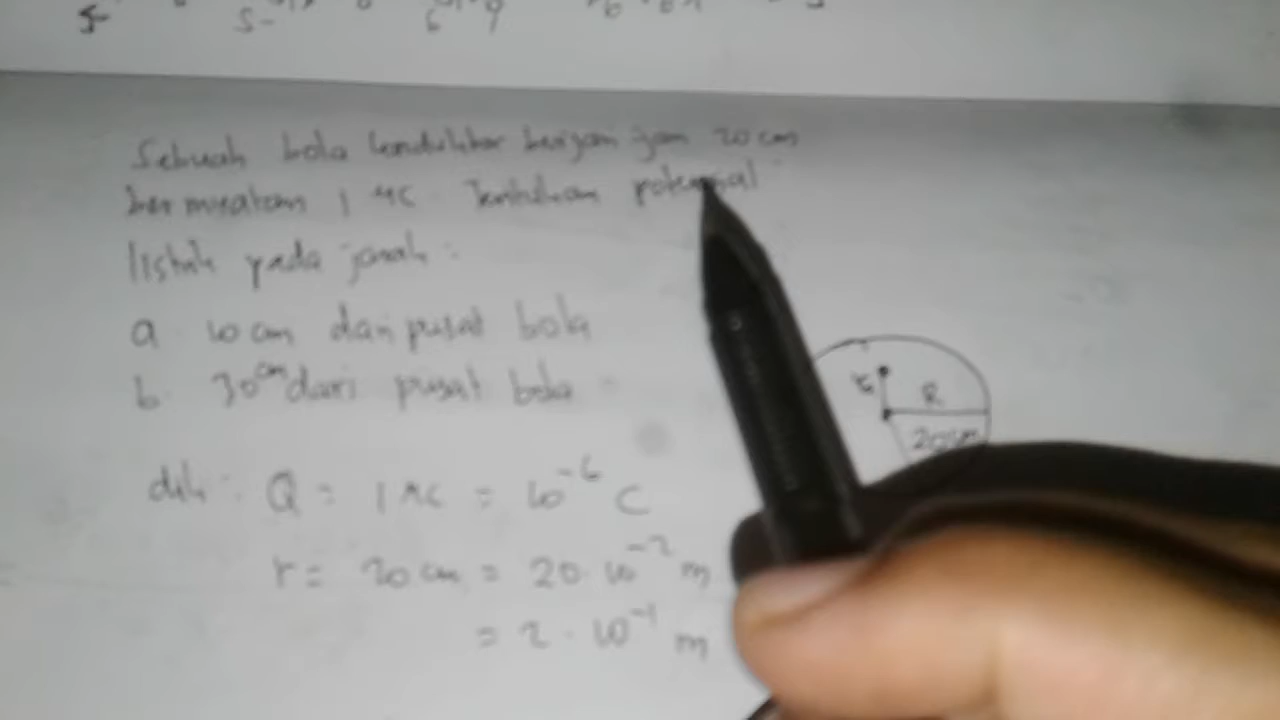 Sebuah bola konduktor berjari jari 20 cm
bermuatan 1 μC Tentukan potensial
listrik pada jarak :
a 10 cm dari pusat bola
b. 30 cm dari pusat bola
r
R
20 cm
dik : Q = 1 μC = 10⁻⁶ C
r = 20 cm = 20 · 10⁻² m
= 2 · 10⁻¹ m